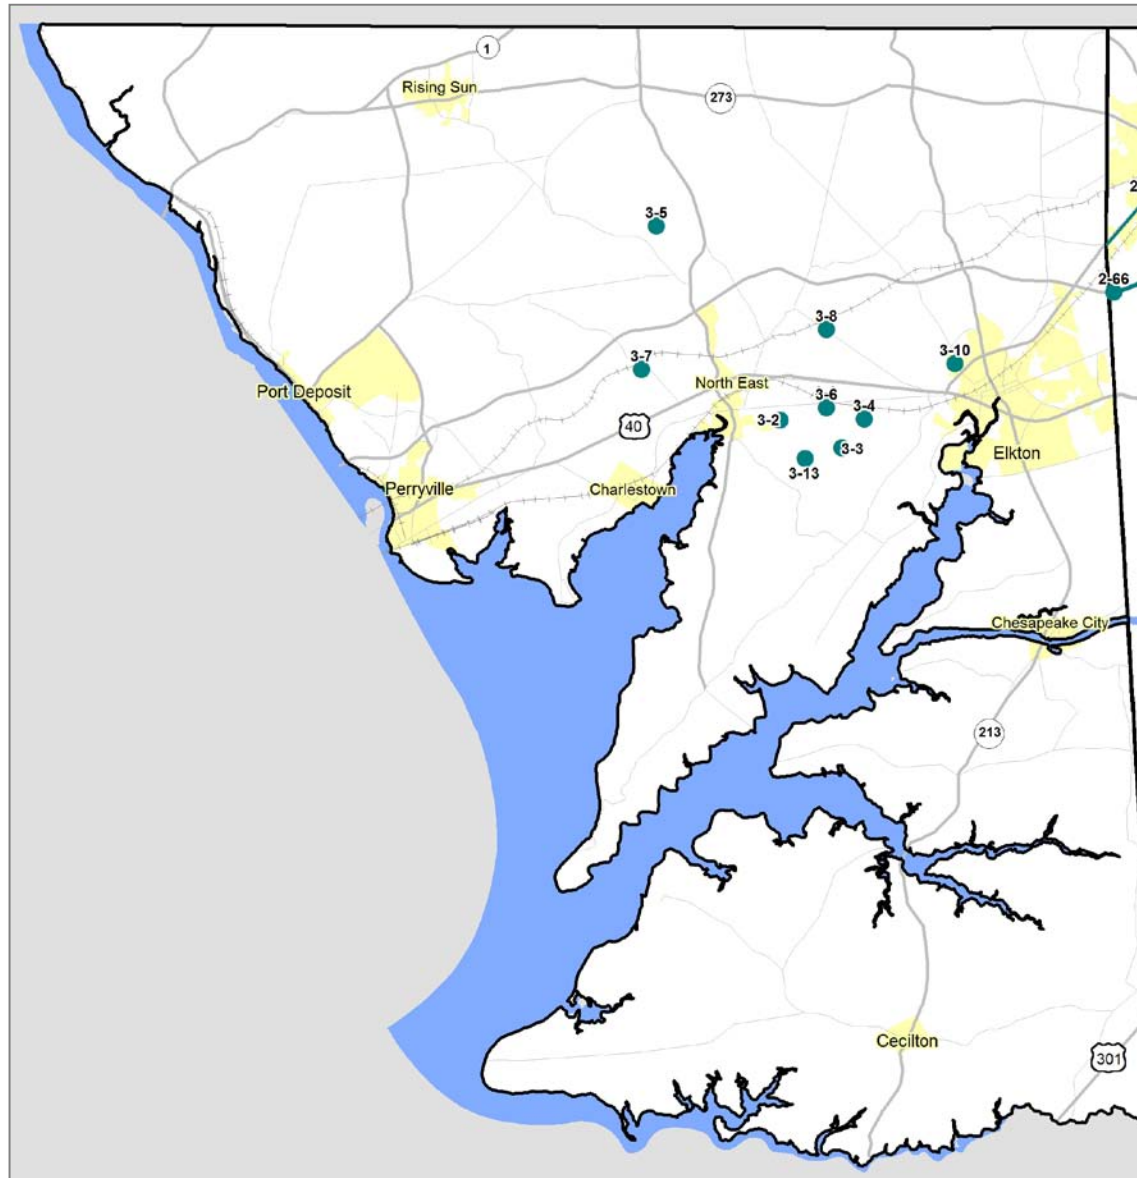 1
Rising Sun
273
2
3-5
2-66
3-8
3-7
3-10
North East
Port Deposit
3-6
3-4
3-2
40
3-3
Elkton
3-13
Perryville
Charlestown
Chesapeake City
213
Cecilton
301